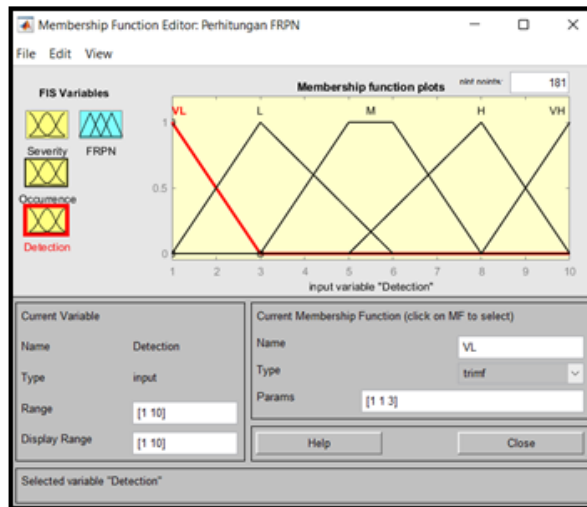 Membership Function Editor: Perhitungan FRPN
File Edit View
FIS Variables
Severity FRPN
Occurrence
Detection
Membership function plots plot points: 181
VL L M H VH
1
0.5
0
1 2 3 4 5 6 7 8 9 10
input variable "Detection"
Current Variable
Name Detection
Type input
Range [1 10]
Display Range [1 10]
Current Membership Function (click on MF to select)
Name VL
Type trimf
Params [1 1 3]
Help Close
Selected variable "Detection"